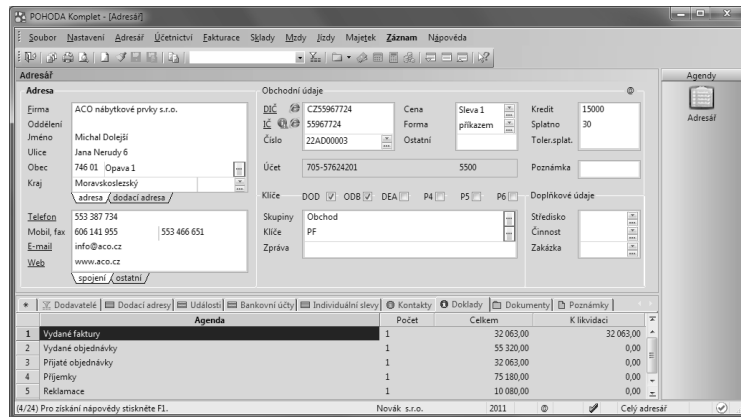 POHODA Komplet - [Adresář]
Soubor Nastavení Adresář Účetnictví Fakturace Sklady Mzdy Jízdy Majetek Záznam Nápověda
Adresář
Agendy
Adresář
Adresa
Obchodní údaje @
Firma ACO nábytkové prvky s.r.o. DIČ CZ55967724 Cena Sleva 1 Kredit 15000
Oddělení IČ 55967724 Forma příkazem Splatno 30
Jméno Michal Dolejší Číslo 22AD00003 Ostatní Toler.splat.
Ulice Jana Nerudy 6
Obec 746 01 Opava 1 Účet 705-57624201 5500 Poznámka
Kraj Moravskoslezský
adresa dodací adresa Klíče DOD ODB DEA P4 P5 P6 Doplňkové údaje
Telefon 553 387 734 Skupiny Obchod Středisko
Mobil, fax 606 141 955 553 466 651 Klíče PF Činnost
E-mail info@aco.cz Zpráva Zakázka
Web www.aco.cz
spojení ostatní
* Dodavatelé Dodací adresy Události Bankovní účty Individuální slevy Kontakty Doklady Dokumenty Poznámky
Agenda Počet Celkem K likvidaci
1 Vydané faktury 1 32 063,00 32 063,00
2 Vydané objednávky 1 55 320,00 0,00
3 Přijaté objednávky 1 32 063,00 0,00
4 Příjemky 1 75 180,00 0,00
5 Reklamace 1 10 080,00 0,00
(4/24) Pro získání nápovědy stiskněte F1. Novák s.r.o. 2011 @ Celý adresář